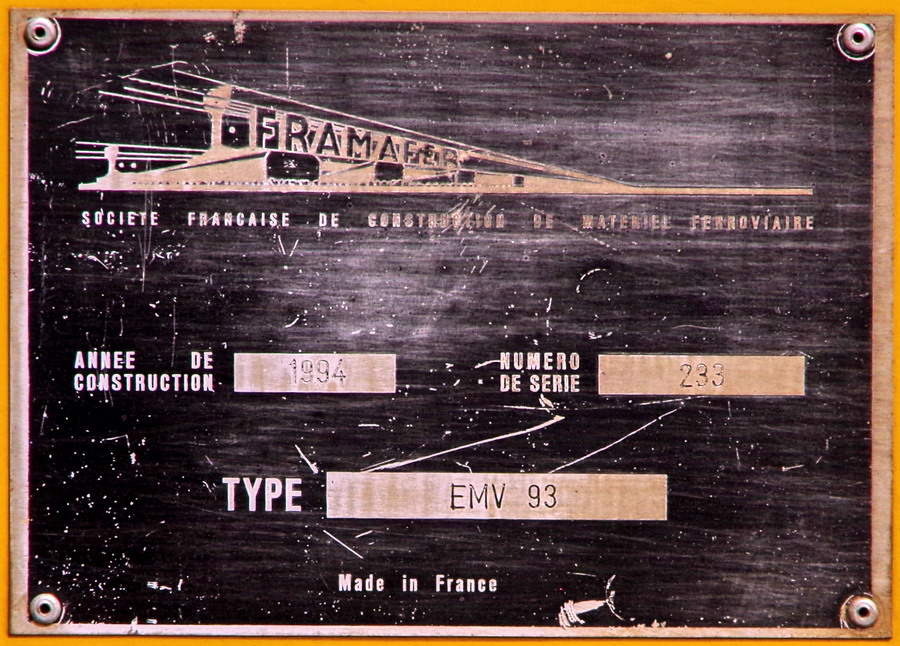 FRAMAFER
SOCIETE FRANCAISE DE CONSTRUCTION DE MATERIEL FERROVIAIRE
ANNEE DE CONSTRUCTION 1994
NUMERO DE SERIE 233
TYPE EMV 93
Made in France